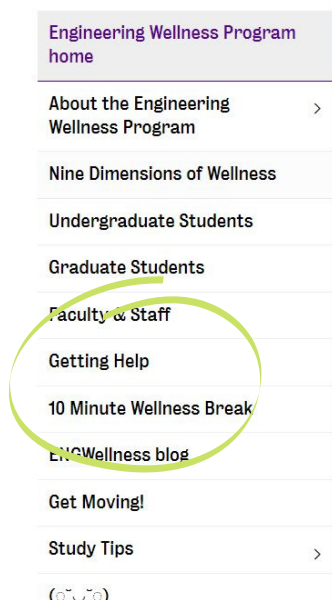 Engineering Wellness Program
home
About the Engineering
Wellness Program
Nine Dimensions of Wellness
Undergraduate Students
Graduate Students
Faculty & Staff
Getting Help
10 Minute Wellness Break
ENGWellness blog
Get Moving!
Study Tips